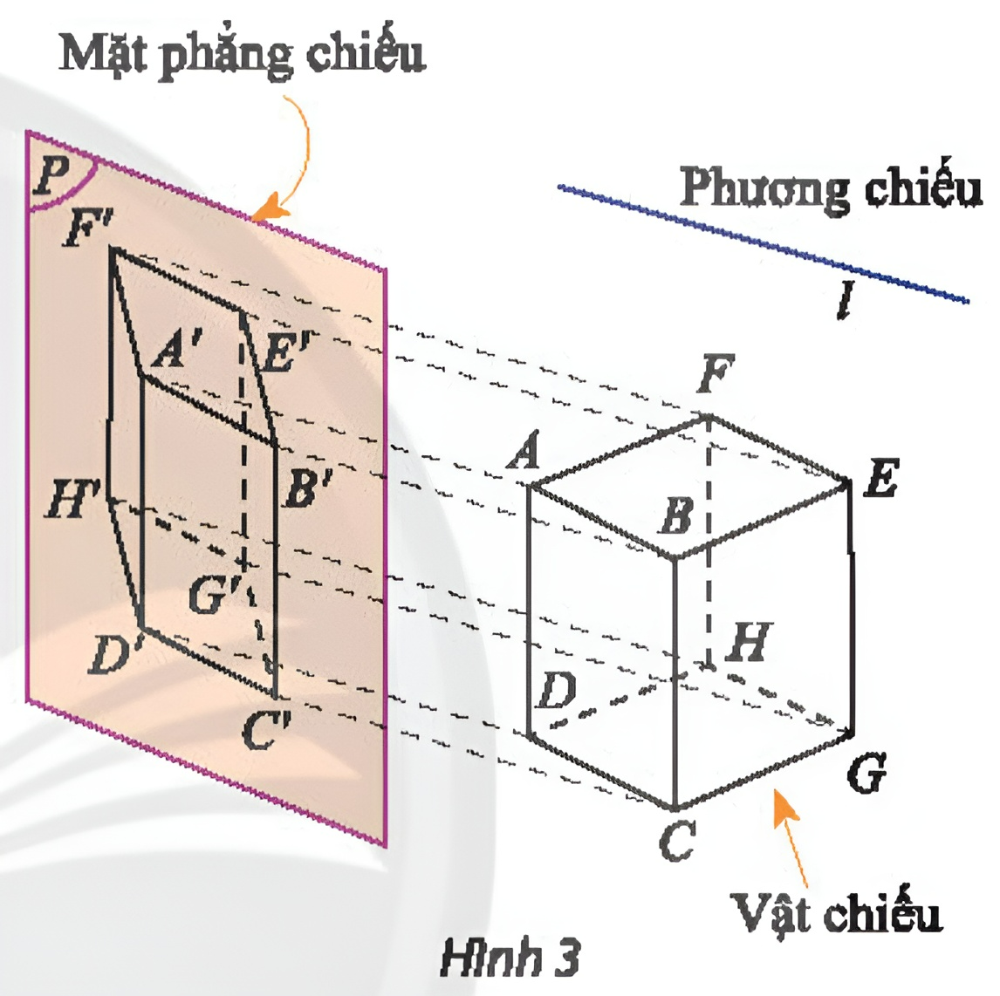 Mặt phẳng chiếu
P
Phương chiếu
F'
l
A'
E'
F
A
E
B'
H'
B
G'
H
D'
D
C'
G
C
Vật chiếu
Hình 3